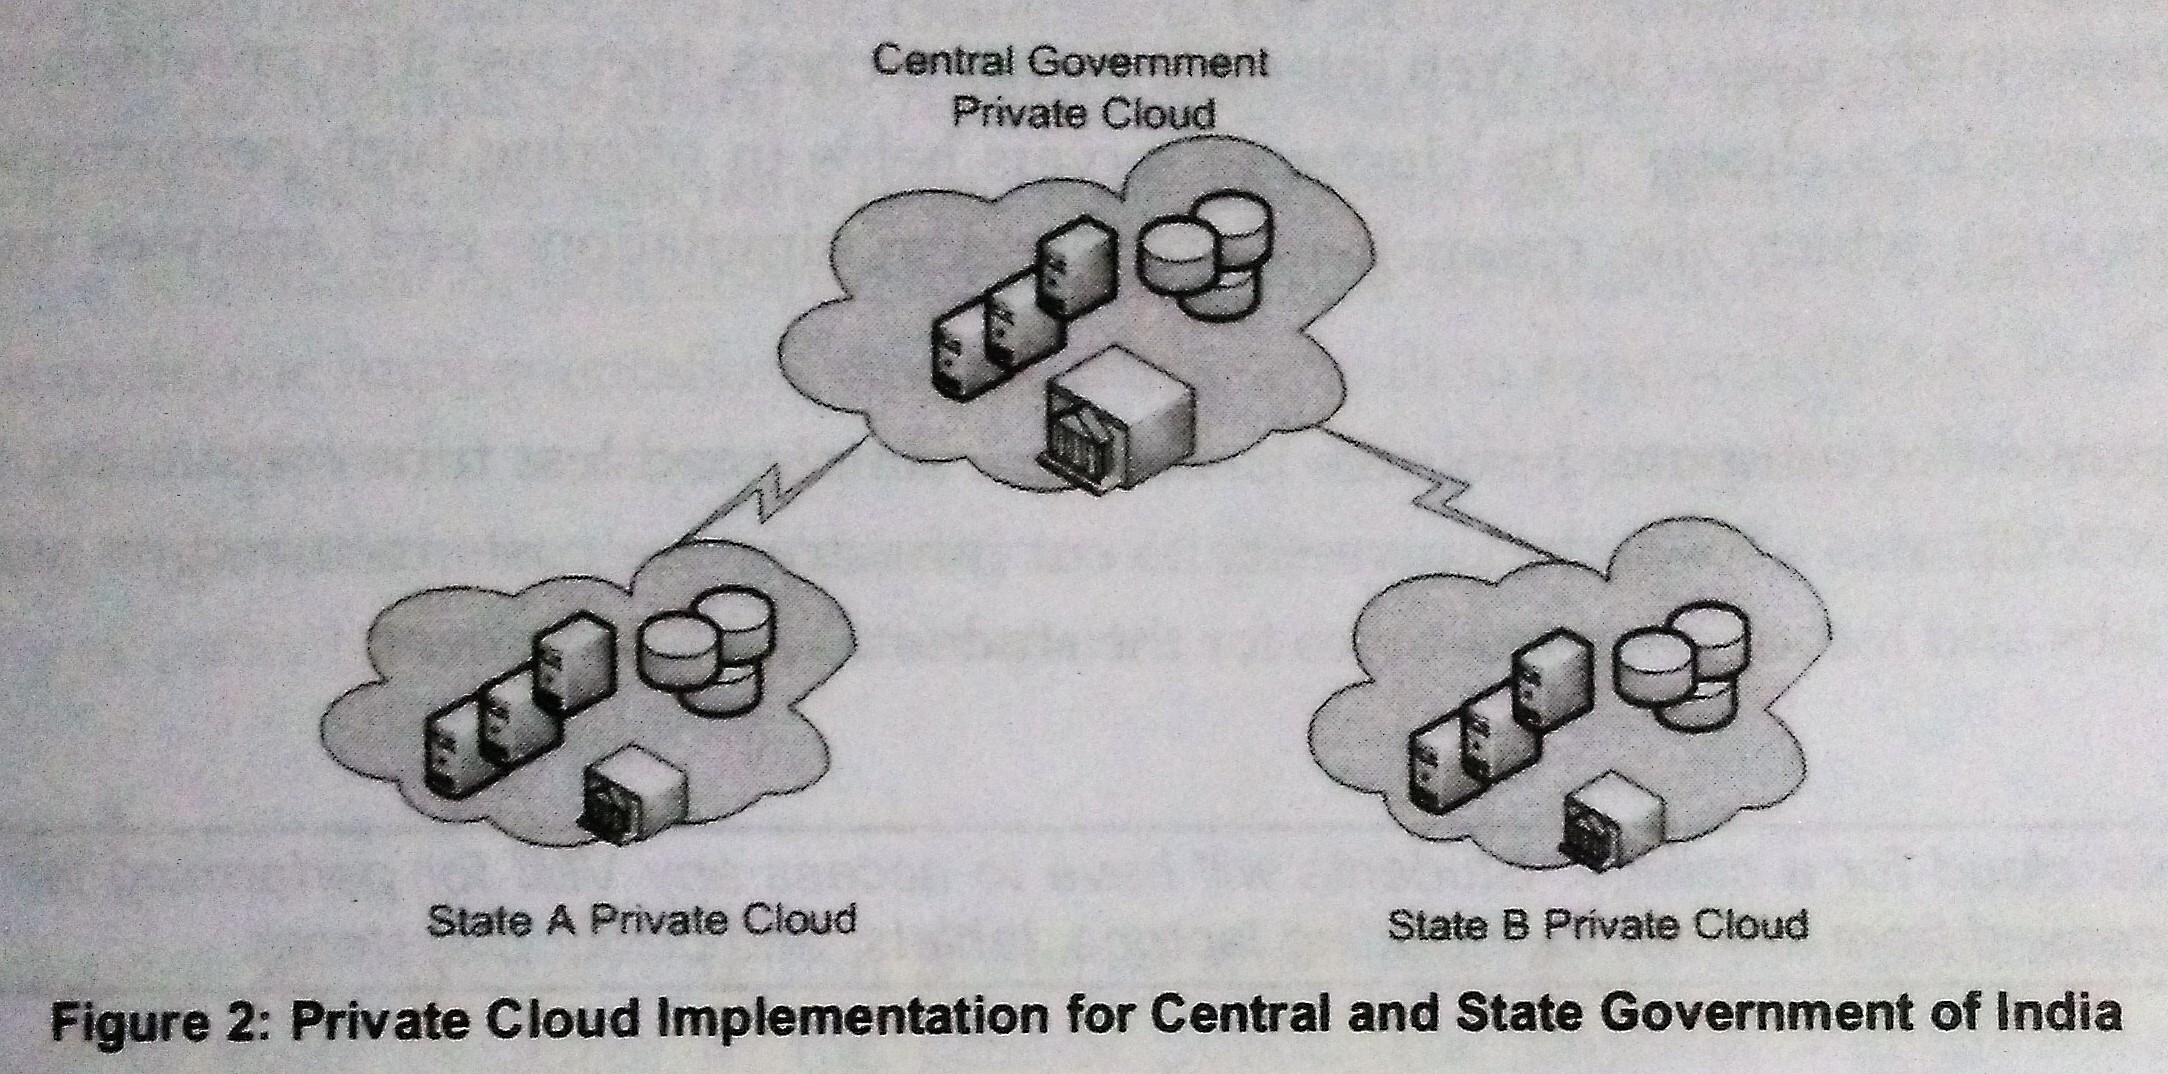 Central Government
Private Cloud
State A Private Cloud
State B Private Cloud
Figure 2: Private Cloud Implementation for Central and State Government of India